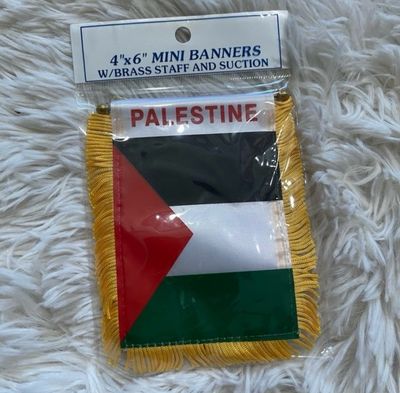 4"x6" MINI BANNERS
W/BRASS STAFF AND SUCTION
PALESTINE